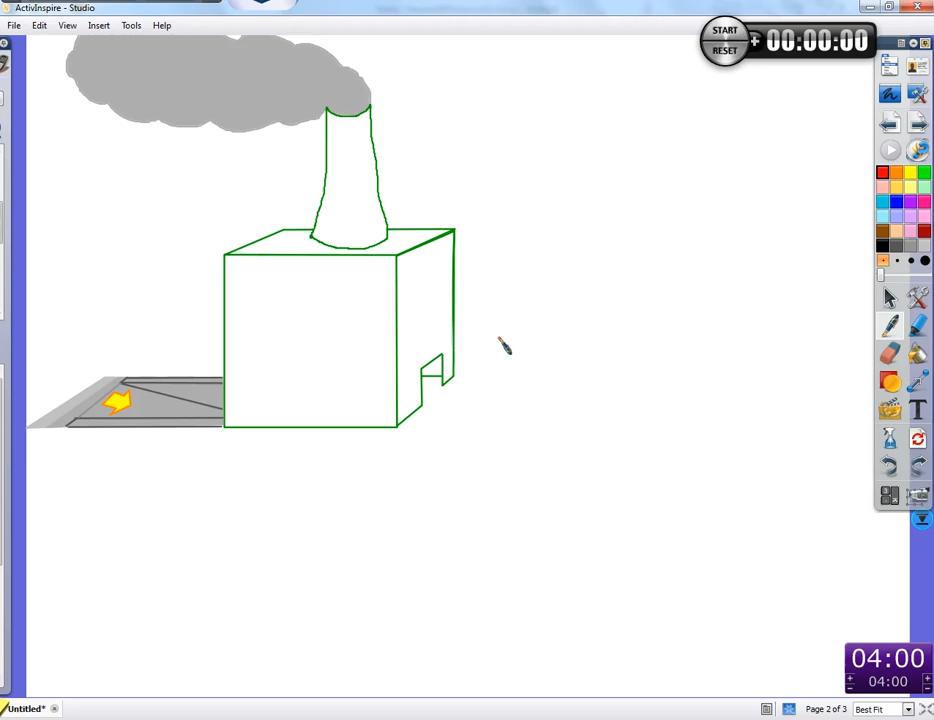 ActivInspire - Studio
File Edit View Insert Tools Help
START
RESET
+ 00:00:00
T
04:00
+ 04:00 +
- -
Untitled*
Page 2 of 3 Best Fit